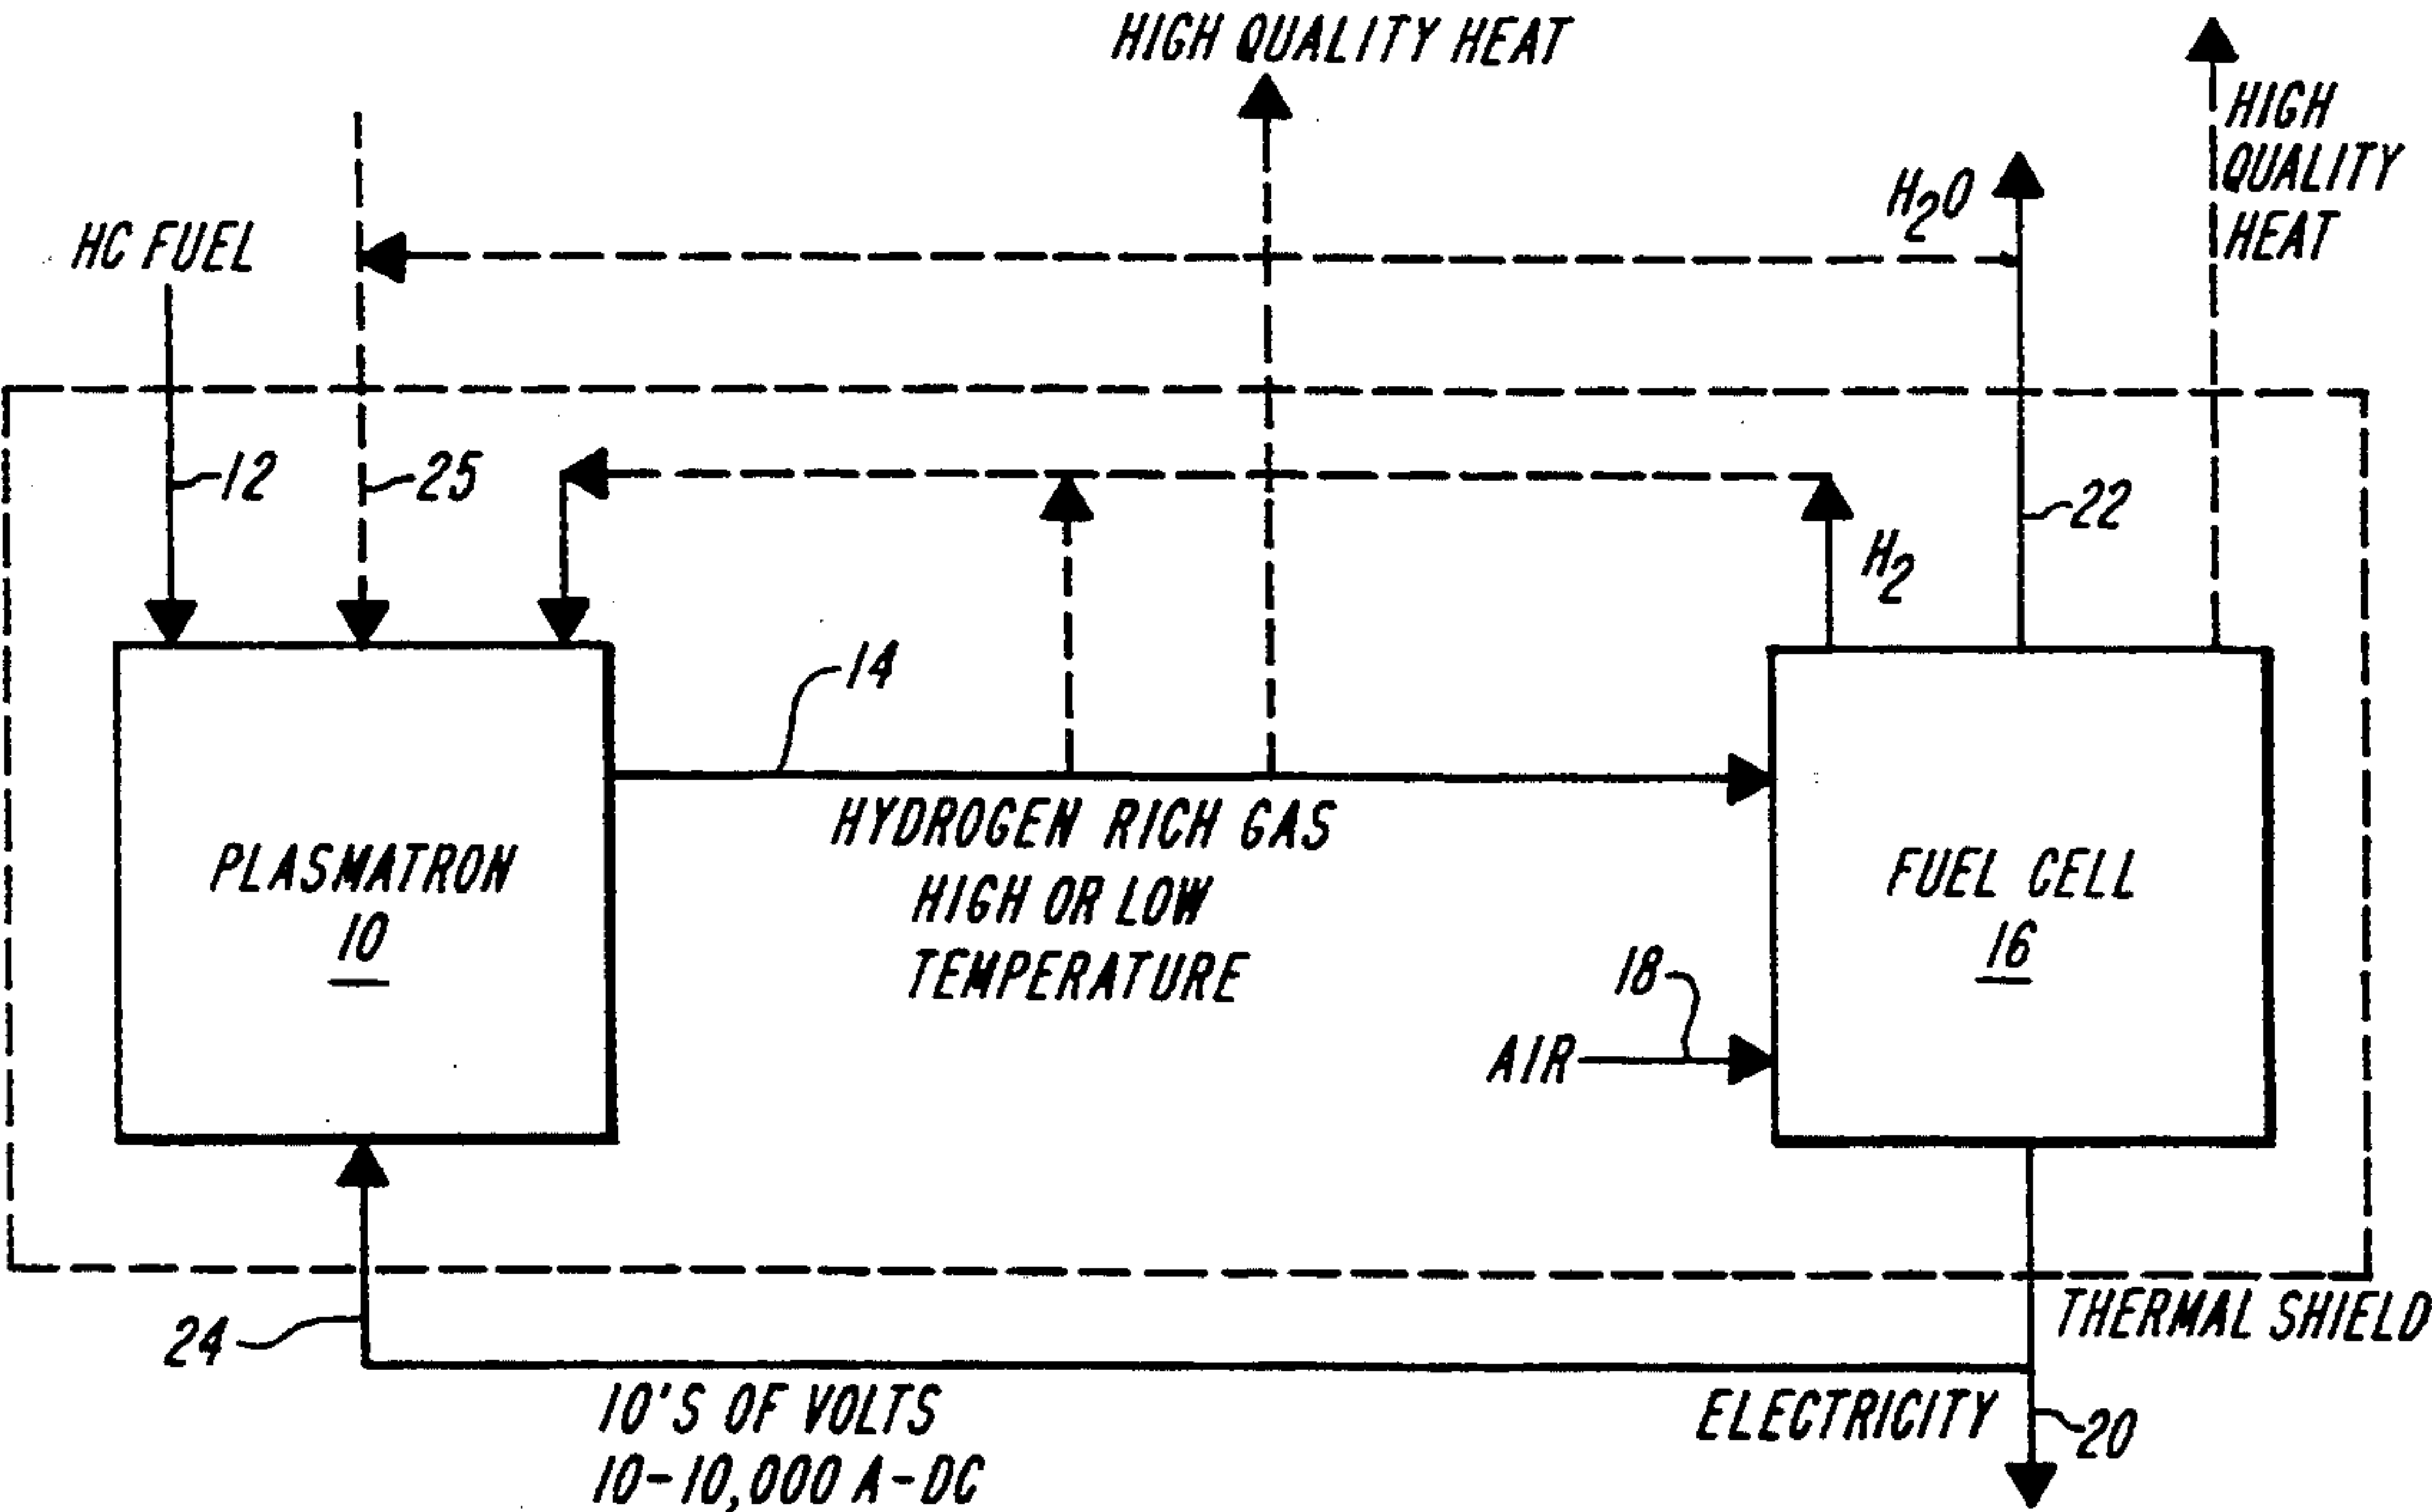 HIGH QUALITY HEAT
HIGH
QUALITY
HEAT
H2O
HC FUEL
12
25
22
H2
14
HYDROGEN RICH GAS
HIGH OR LOW
TEMPERATURE
PLASMATRON
10
FUEL CELL
16
18
AIR
THERMAL SHIELD
24
10'S OF VOLTS
10-10,000 A-DC
ELECTRICITY
20